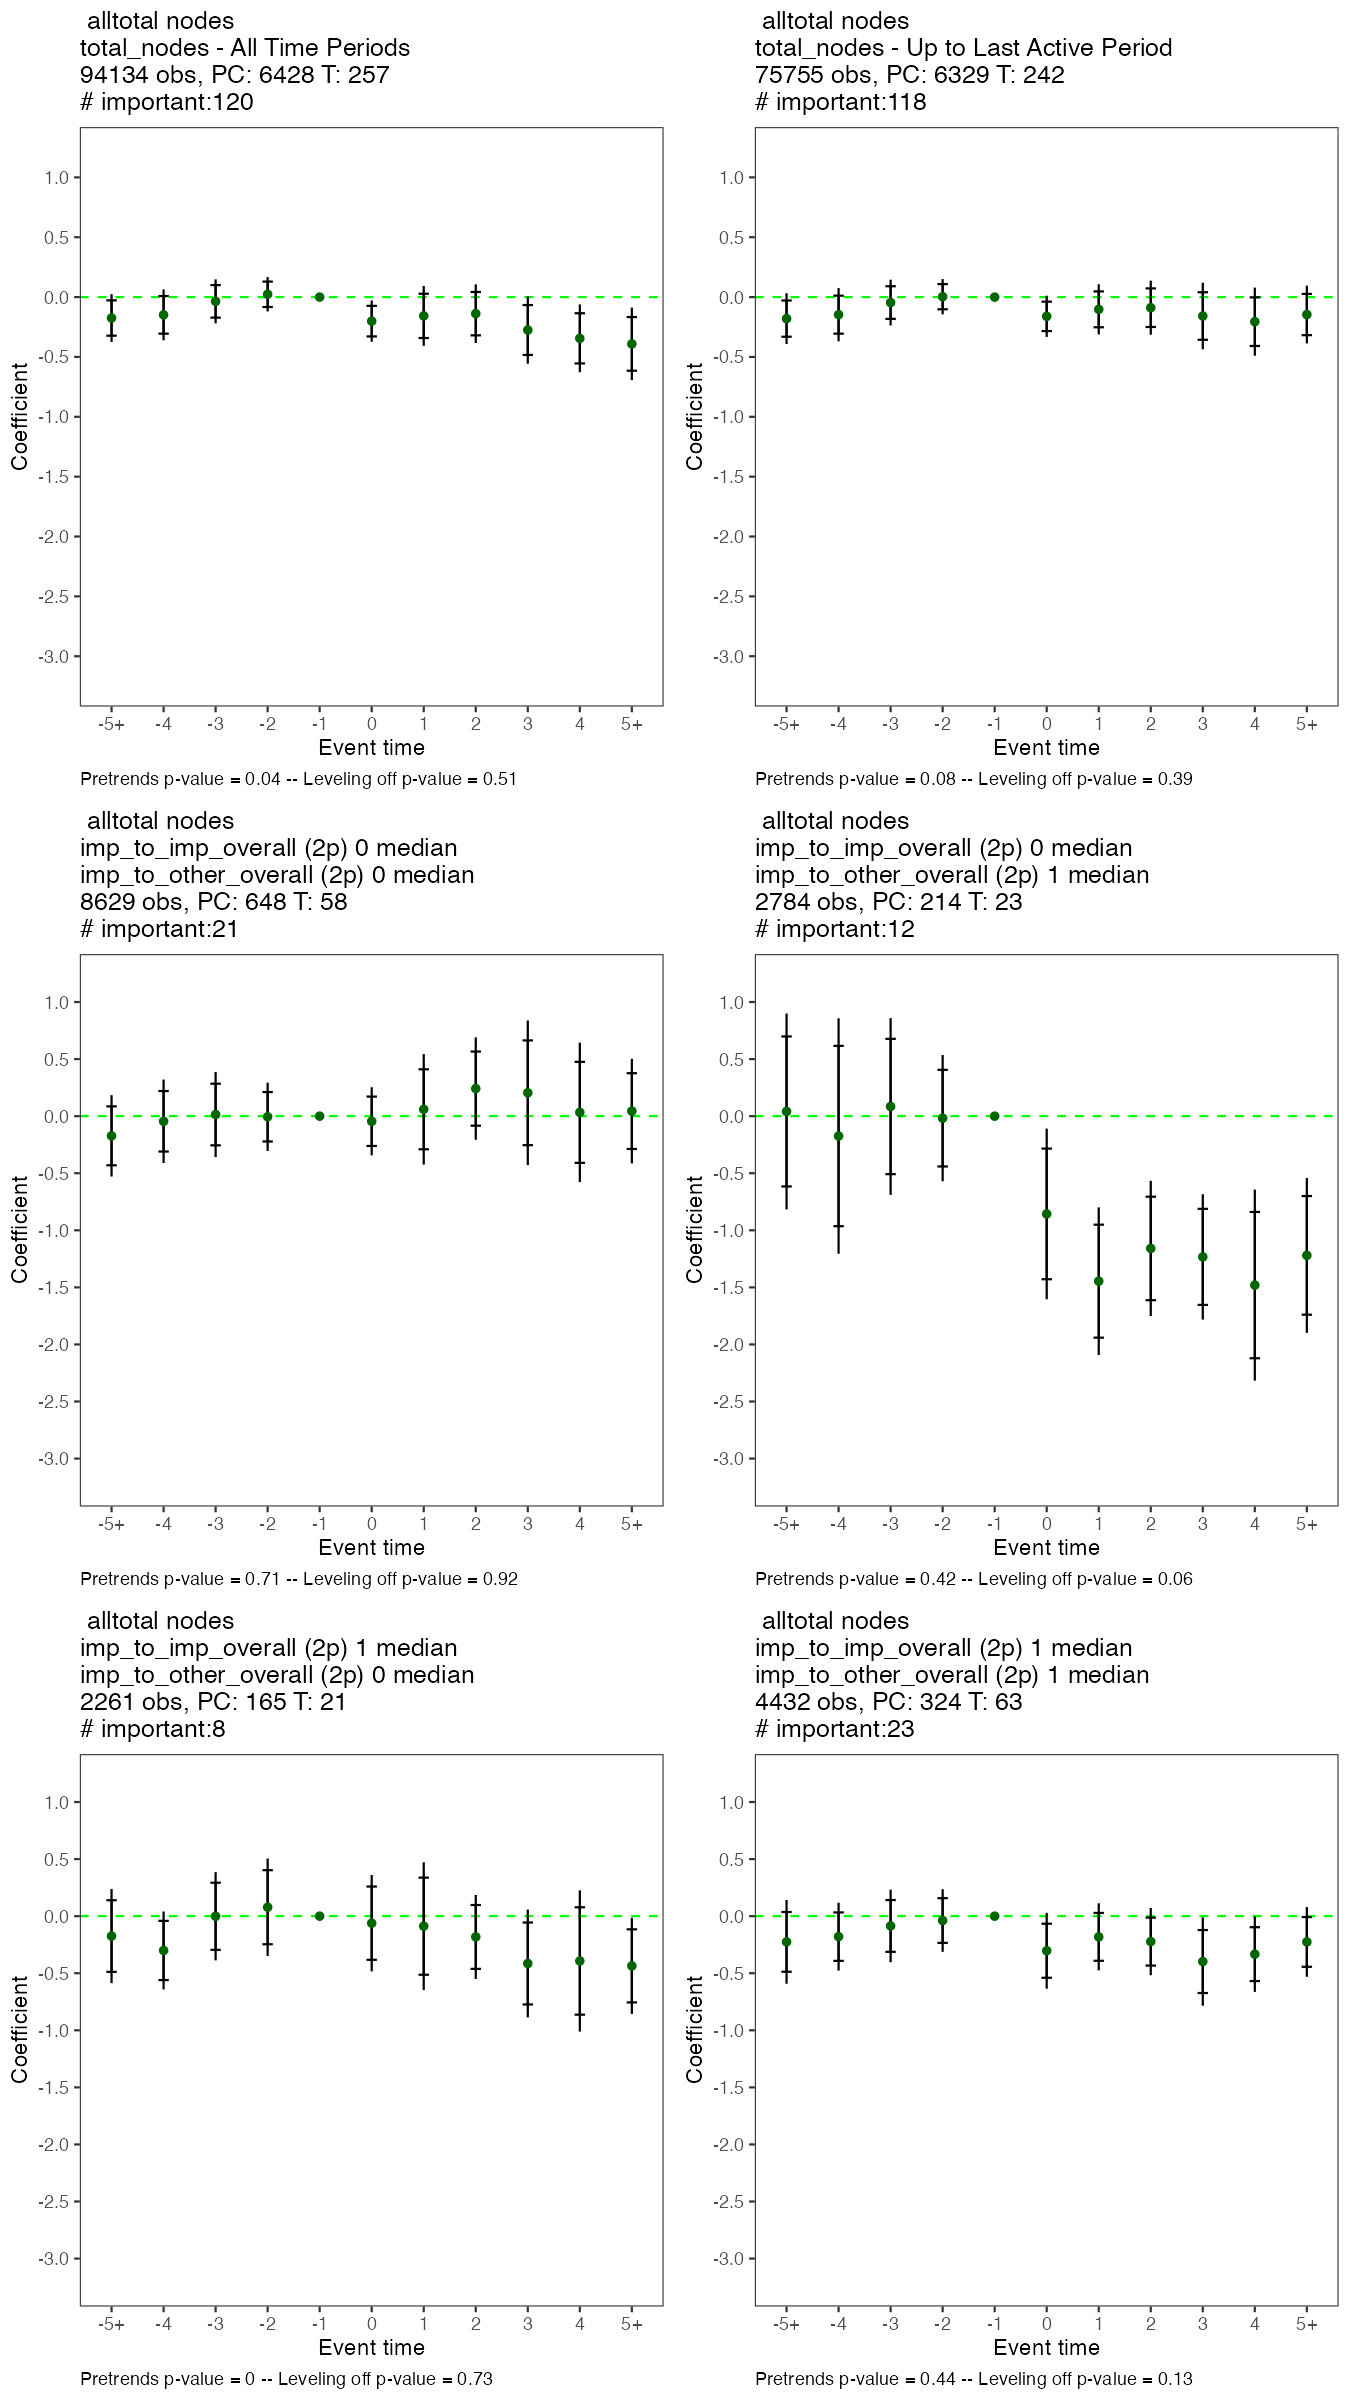 alltotal nodes
total_nodes - All Time Periods
94134 obs, PC: 6428 T: 257
# important:120
1.0
0.5
0.0
-0.5
-1.0
-1.5
-2.0
-2.5
-3.0
Coefficient
-5+ -4 -3 -2 -1 0 1 2 3 4 5+
Event time
Pretrends p-value = 0.04 -- Leveling off p-value = 0.51
alltotal nodes
total_nodes - Up to Last Active Period
75755 obs, PC: 6329 T: 242
# important:118
1.0
0.5
0.0
-0.5
-1.0
-1.5
-2.0
-2.5
-3.0
Coefficient
-5+ -4 -3 -2 -1 0 1 2 3 4 5+
Event time
Pretrends p-value = 0.08 -- Leveling off p-value = 0.39
alltotal nodes
imp_to_imp_overall (2p) 0 median
imp_to_other_overall (2p) 0 median
8629 obs, PC: 648 T: 58
# important:21
1.0
0.5
0.0
-0.5
-1.0
-1.5
-2.0
-2.5
-3.0
Coefficient
-5+ -4 -3 -2 -1 0 1 2 3 4 5+
Event time
Pretrends p-value = 0.71 -- Leveling off p-value = 0.92
alltotal nodes
imp_to_imp_overall (2p) 0 median
imp_to_other_overall (2p) 1 median
2784 obs, PC: 214 T: 23
# important:12
1.0
0.5
0.0
-0.5
-1.0
-1.5
-2.0
-2.5
-3.0
Coefficient
-5+ -4 -3 -2 -1 0 1 2 3 4 5+
Event time
Pretrends p-value = 0.42 -- Leveling off p-value = 0.06
alltotal nodes
imp_to_imp_overall (2p) 1 median
imp_to_other_overall (2p) 0 median
2261 obs, PC: 165 T: 21
# important:8
1.0
0.5
0.0
-0.5
-1.0
-1.5
-2.0
-2.5
-3.0
Coefficient
-5+ -4 -3 -2 -1 0 1 2 3 4 5+
Event time
Pretrends p-value = 0 -- Leveling off p-value = 0.73
alltotal nodes
imp_to_imp_overall (2p) 1 median
imp_to_other_overall (2p) 1 median
4432 obs, PC: 324 T: 63
# important:23
1.0
0.5
0.0
-0.5
-1.0
-1.5
-2.0
-2.5
-3.0
Coefficient
-5+ -4 -3 -2 -1 0 1 2 3 4 5+
Event time
Pretrends p-value = 0.44 -- Leveling off p-value = 0.13